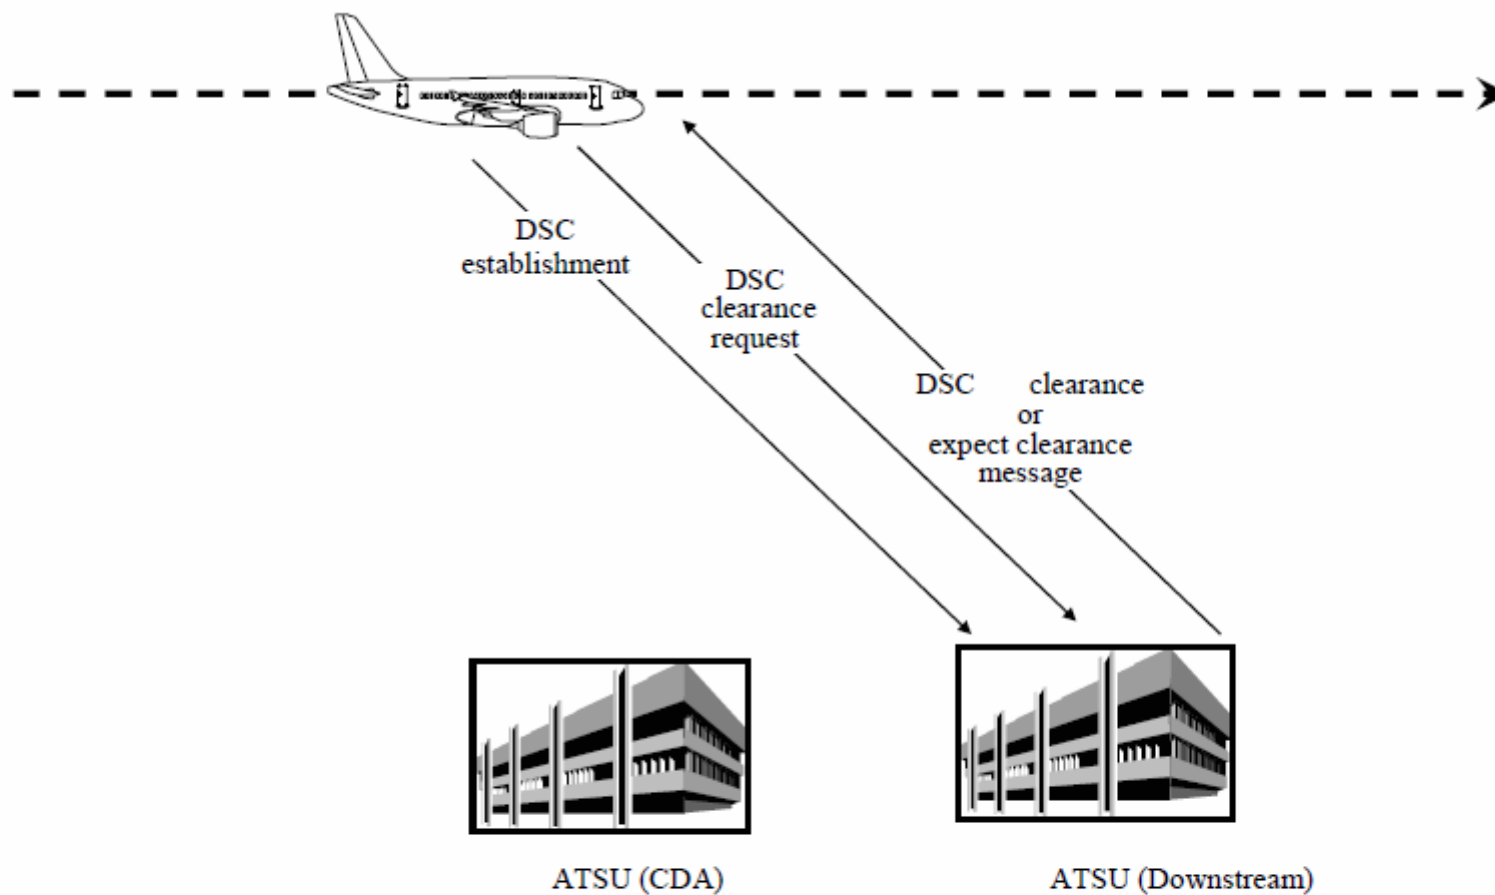 DSC
establishment
DSC
clearance
request
DSC clearance
or
expect clearance
message
ATSU (CDA)
ATSU (Downstream)